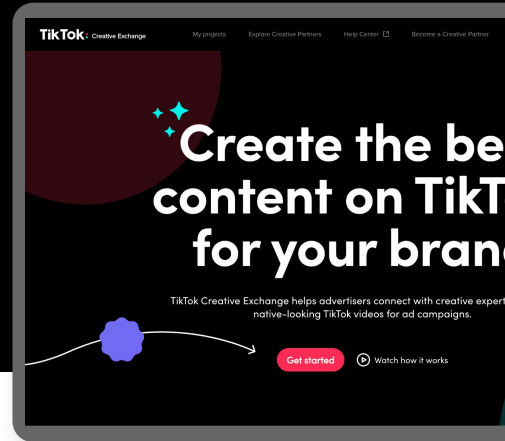 TikTok: Creative Exchange
My projects
Explore Creative Partners
Help Center
Become a Creative Partner
Create the be
content on TikT
for your bran
TikTok Creative Exchange helps advertisers connect with creative expert
native-looking TikTok videos for ad campaigns.
Get started
Watch how it works